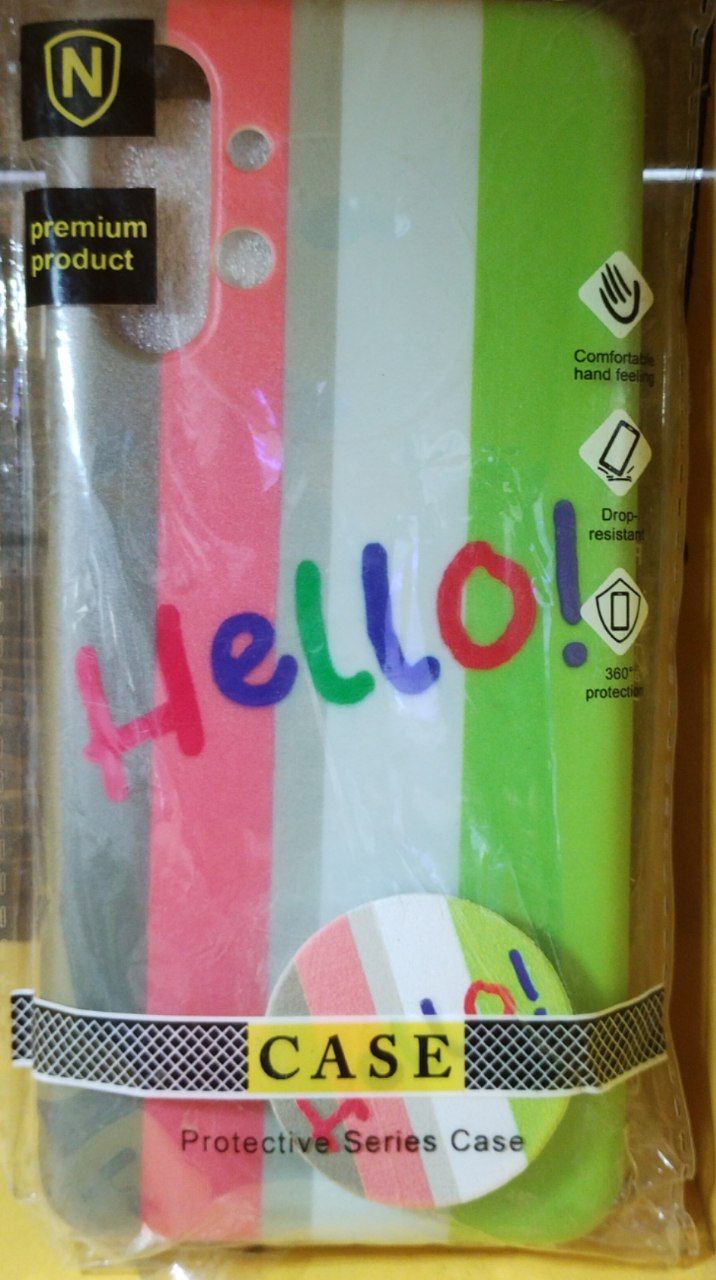 N
premium
product
Comfortable
hand feeling
Drop-
resistant
Hello!
360°
protection
CASE
Protective Series Case